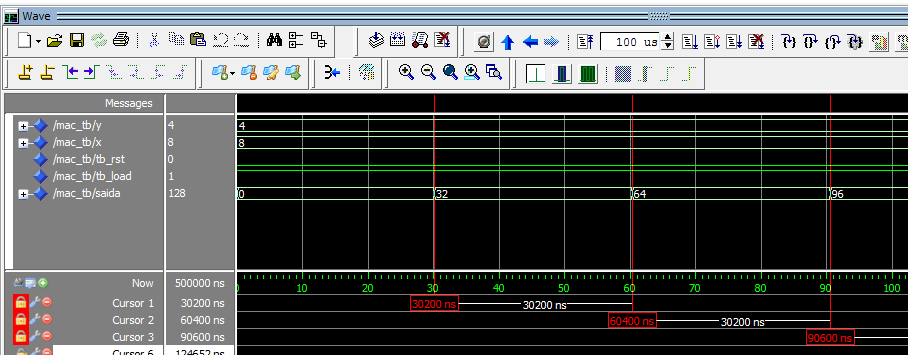 Wave
100 us
Messages
/mac_tb/y 4 4
/mac_tb/x 8 8
/mac_tb/tb_rst 0
/mac_tb/tb_load 1
/mac_tb/saida 128 0 32 64 96
Now 500000 ns 10 20 30 40 50 60 70 80 90 100
Cursor 1 30200 ns 30200 ns 30200 ns
Cursor 2 60400 ns 60400 ns 30200 ns
Cursor 3 90600 ns 90600 ns
Cursor 6 124652 ns